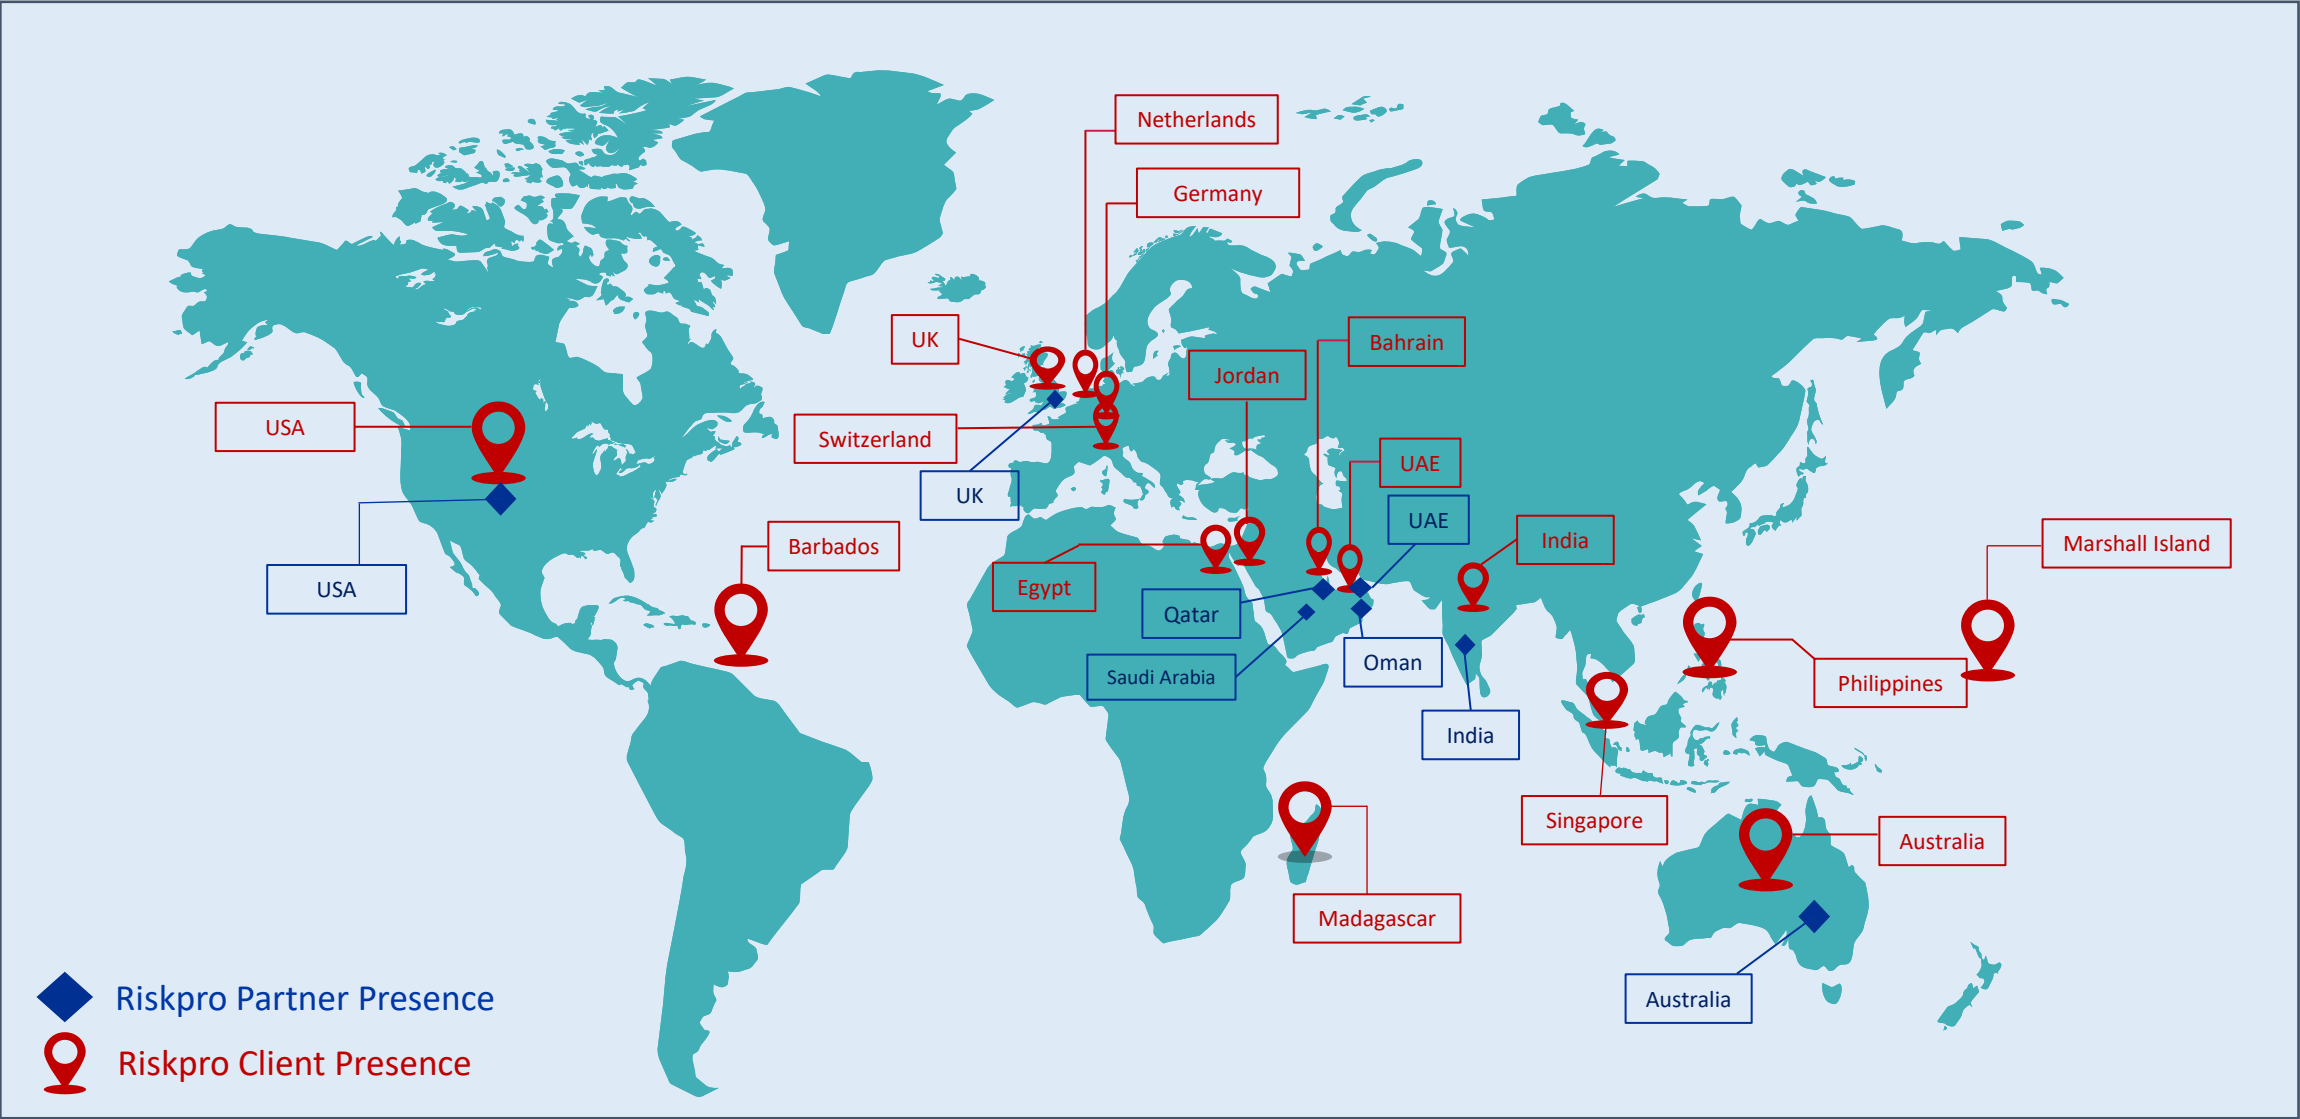 Netherlands
Germany
UK
Bahrain
Jordan
USA
Switzerland
UAE
UK
UAE
Barbados
India
Marshall Island
USA
Egypt
Qatar
Oman
Saudi Arabia
Philippines
India
Singapore
Australia
Madagascar
Australia
Riskpro Partner Presence
Riskpro Client Presence